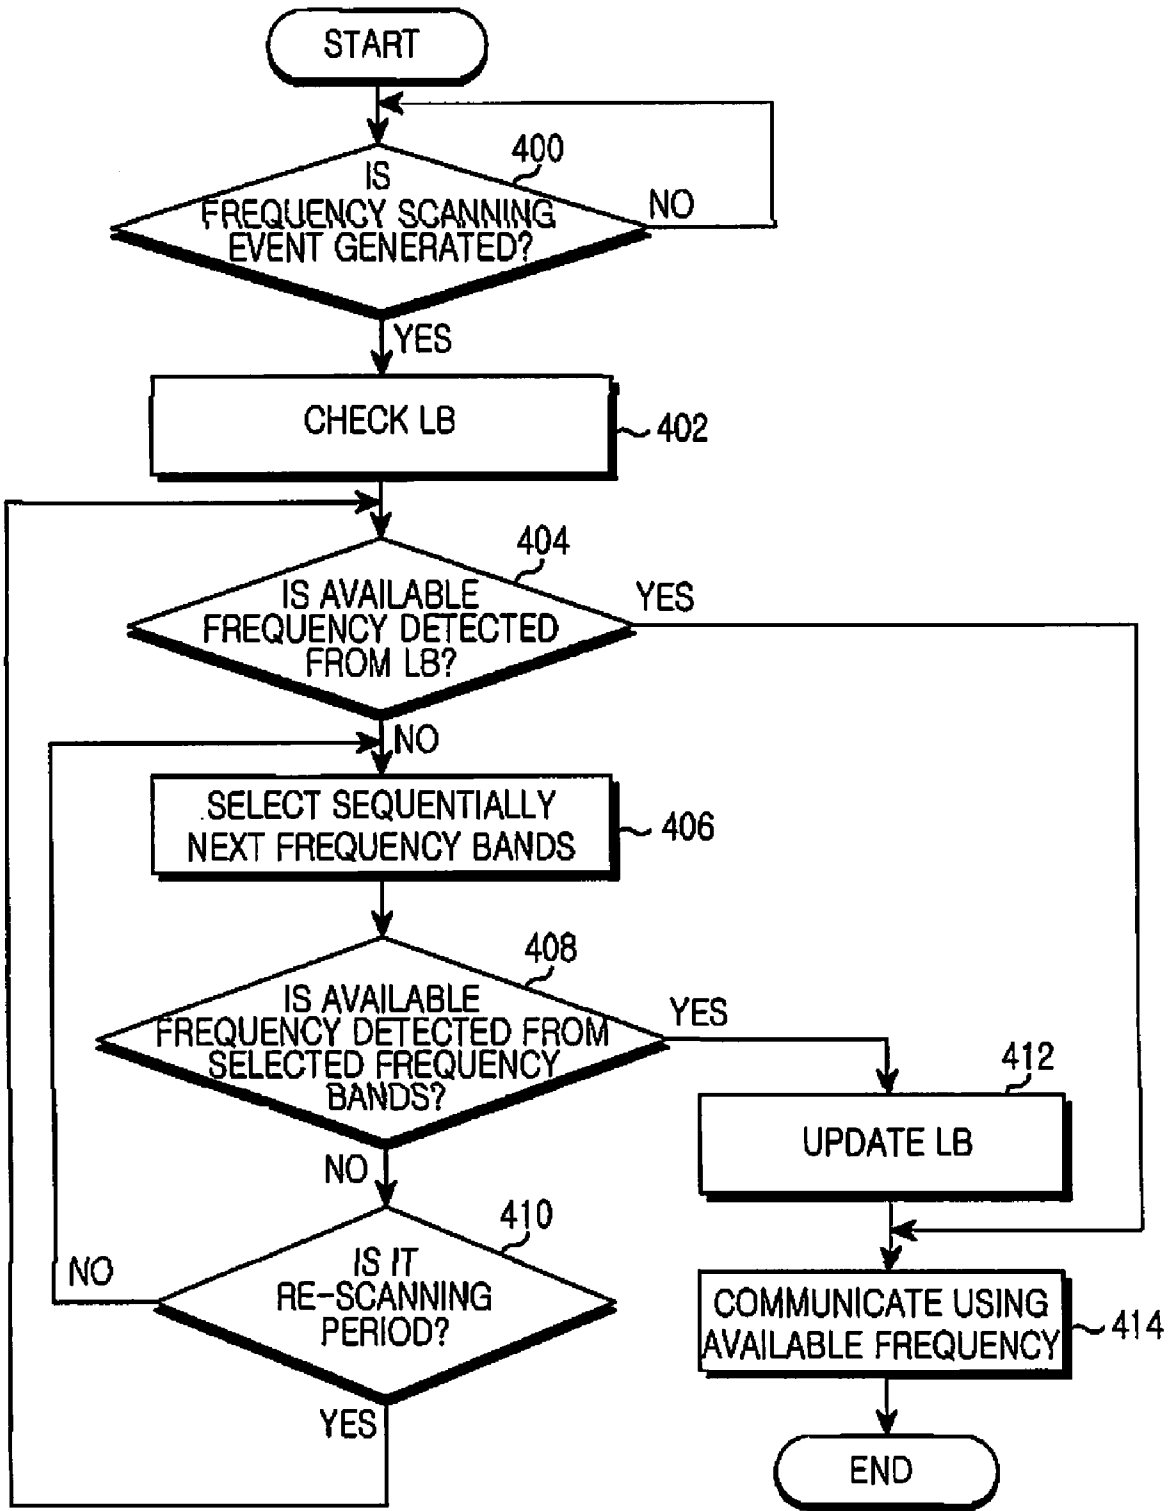 START
400
IS
FREQUENCY SCANNING
EVENT GENERATED?
NO
YES
CHECK LB
402
404
IS AVAILABLE
FREQUENCY DETECTED
FROM LB?
YES
NO
SELECT SEQUENTIALLY
NEXT FREQUENCY BANDS
406
408
IS AVAILABLE
FREQUENCY DETECTED FROM
SELECTED FREQUENCY
BANDS?
YES
NO
412
UPDATE LB
410
IS IT
RE-SCANNING
PERIOD?
NO
YES
COMMUNICATE USING
AVAILABLE FREQUENCY
414
END